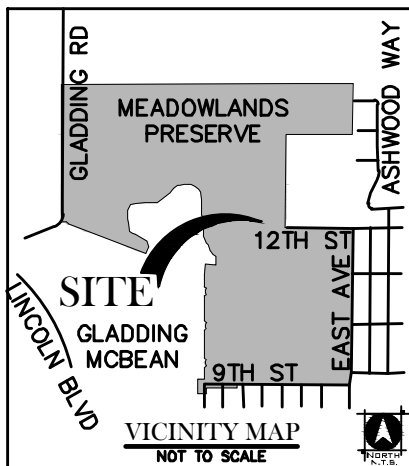 GLADDING RD
MEADOWLANDS
PRESERVE
ASHWOOD WAY
12TH ST
SITE
EAST AVE
LINCOLN BLVD
GLADDING
MCBEAN
9TH ST
VICINITY MAP
NOT TO SCALE
NORTH
N.T.S.